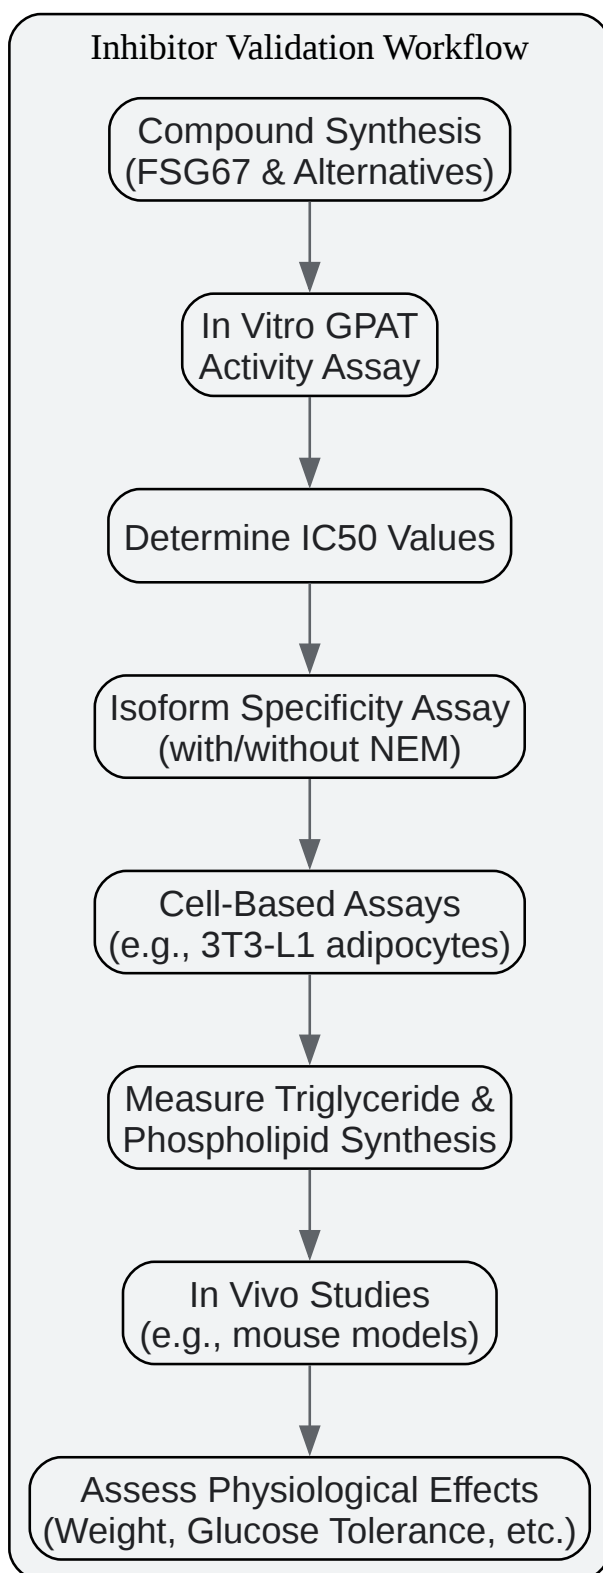 Inhibitor Validation Workflow
Compound Synthesis
(FSG67 & Alternatives)
In Vitro GPAT
Activity Assay
Determine IC50 Values
Isoform Specificity Assay
(with/without NEM)
Cell-Based Assays
(e.g., 3T3-L1 adipocytes)
Measure Triglyceride &
Phospholipid Synthesis
In Vivo Studies
(e.g., mouse models)
Assess Physiological Effects
(Weight, Glucose Tolerance, etc.)